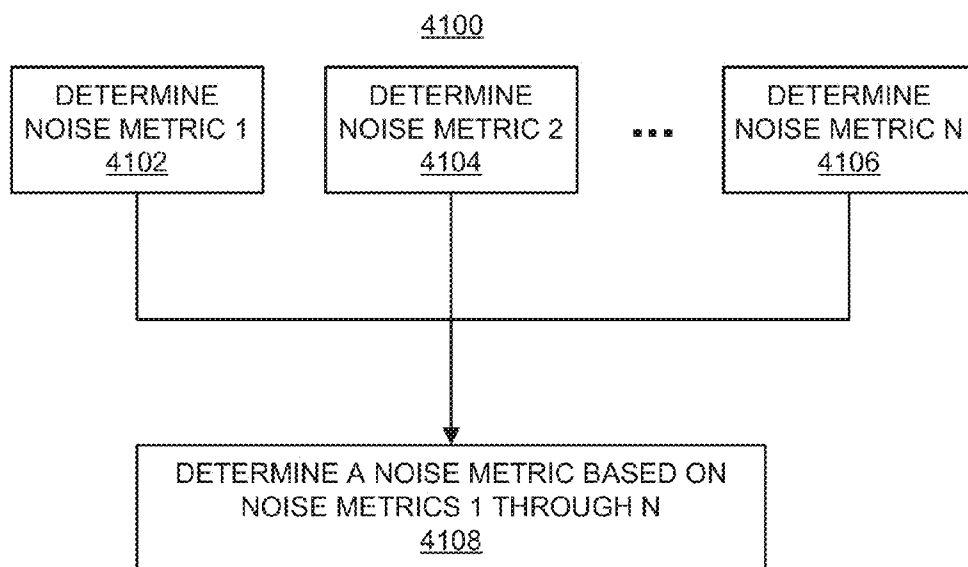 4100
DETERMINE
NOISE METRIC 1
4102
DETERMINE
NOISE METRIC 2
4104
...
DETERMINE
NOISE METRIC N
4106
DETERMINE A NOISE METRIC BASED ON
NOISE METRICS 1 THROUGH N
4108